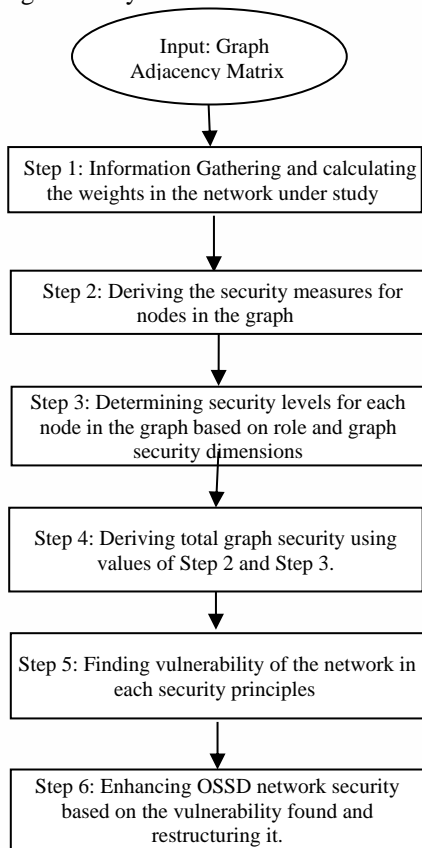 Input: Graph
Adjacency Matrix
Step 1: Information Gathering and calculating
the weights in the network under study
Step 2: Deriving the security measures for
nodes in the graph
Step 3: Determining security levels for each
node in the graph based on role and graph
security dimensions
Step 4: Deriving total graph security using
values of Step 2 and Step 3.
Step 5: Finding vulnerability of the network in
each security principles
Step 6: Enhancing OSSD network security
based on the vulnerability found and
restructuring it.